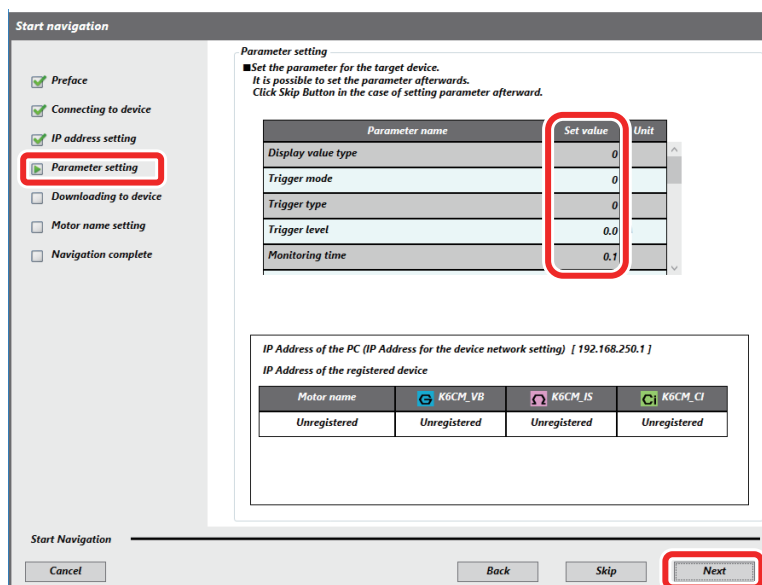 Start navigation
Preface
Connecting to device
IP address setting
Parameter setting
Downloading to device
Motor name setting
Navigation complete
Parameter setting
■Set the parameter for the target device.
It is possible to set the parameter afterwards.
Click Skip Button in the case of setting parameter afterward.
Parameter name Set value Unit
Display value type 0
Trigger mode 0
Trigger type 0
Trigger level 0.0
Monitoring time 0.1
IP Address of the PC (IP Address for the device network setting) [ 192.168.250.1 ]
IP Address of the registered device
Motor name K6CM_VB Ω K6CM_IS Ci K6CM_CI
Unregistered Unregistered Unregistered Unregistered
Start Navigation
Cancel Back Skip Next